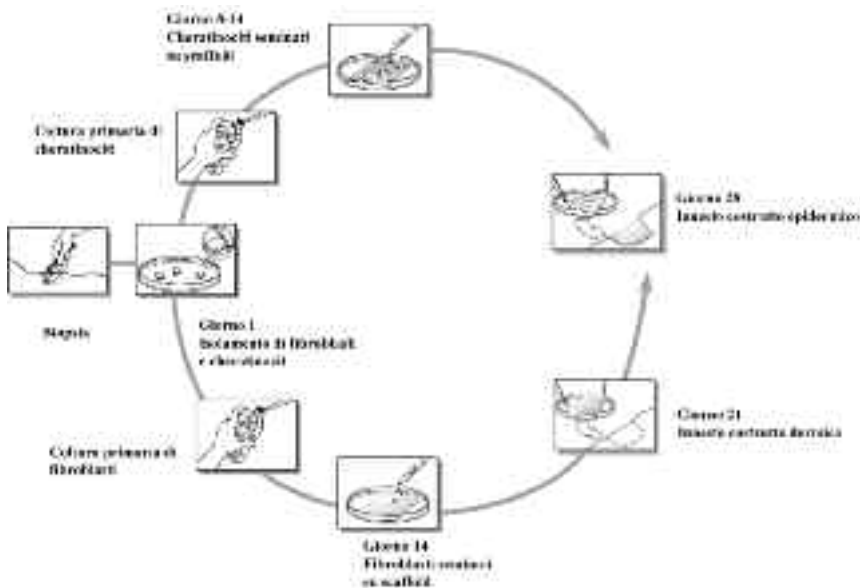 Giorno 8-14
Cheratinociti seminati
su
Coltura primaria di
cheratinociti
Giorno 28
Innesto costrutto epidermico
Biopsia
Giorno 1
Isolamento di fibroblasti
e cheratinociti
Coltura primaria di
fibroblasti
Giorno 21
Innesto costrutto dermico
Giorno 14
Fibroblasti seminati
su scaffold